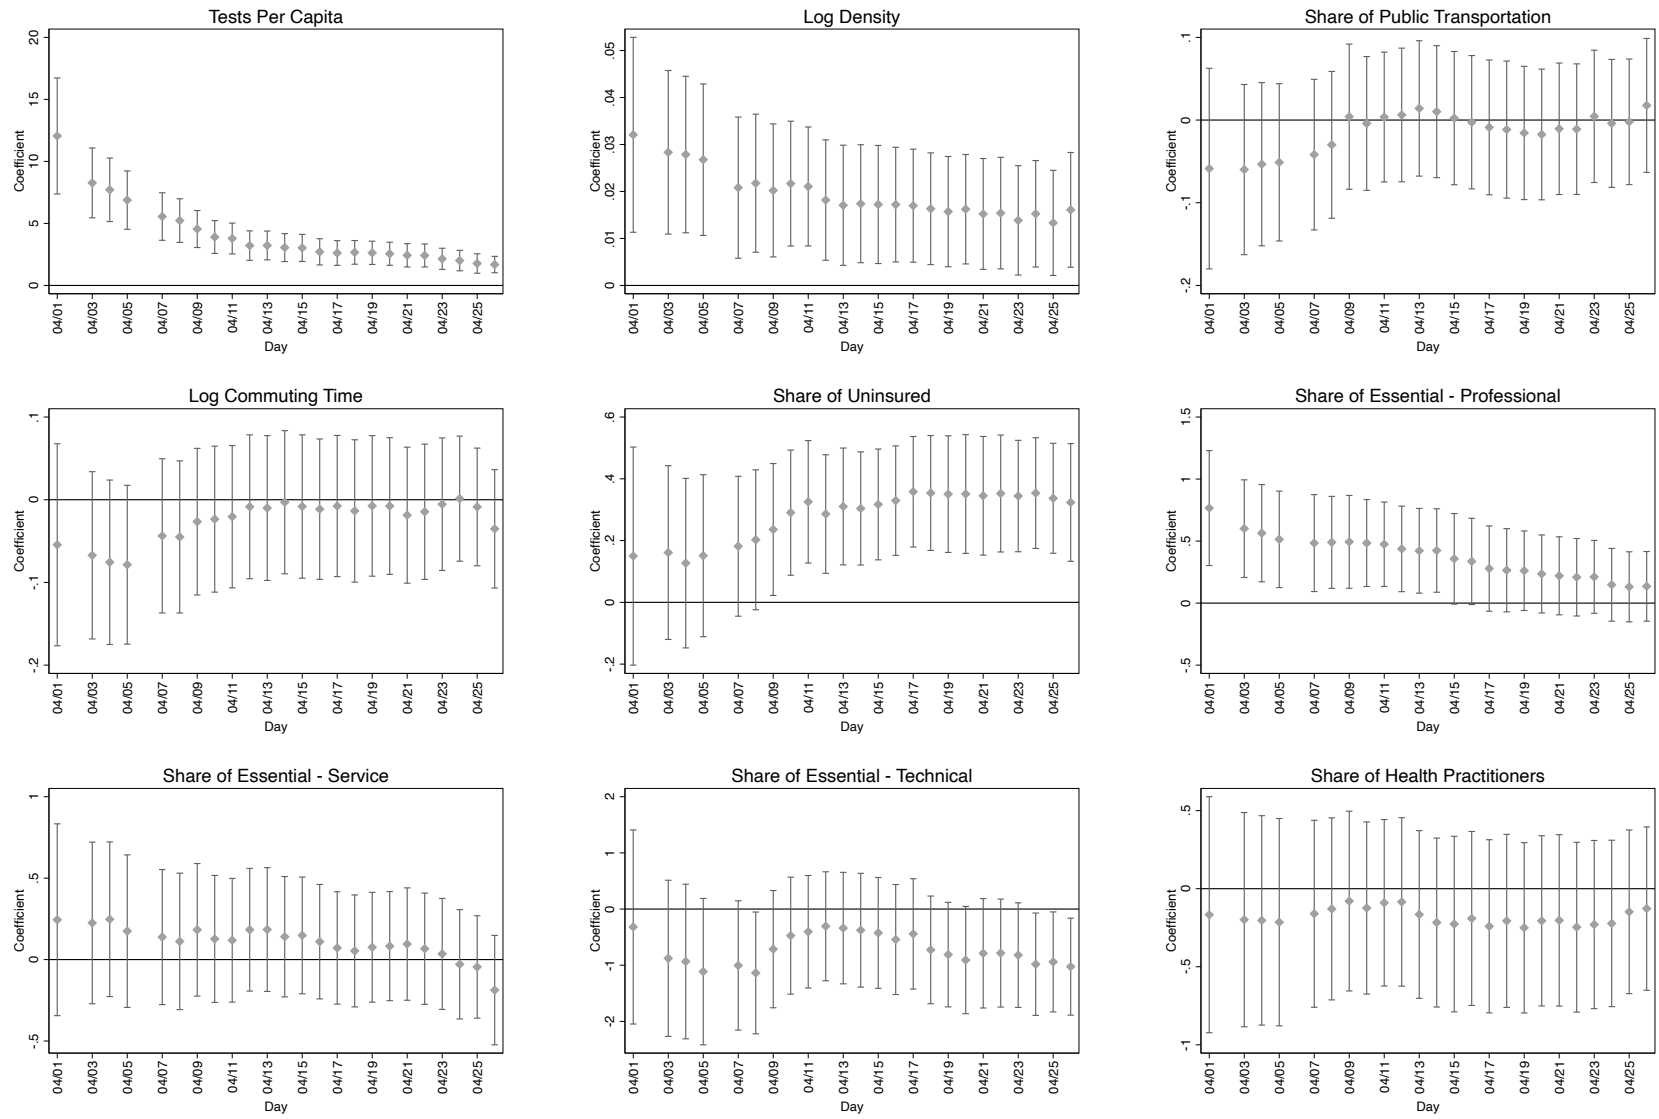 Tests Per Capita
Coefficient
20
15
10
5
0
04/01 04/03 04/05 04/07 04/09 04/11 04/13 04/15 04/17 04/19 04/21 04/23 04/25
Day
Log Density
Coefficient
.05
.04
.03
.02
.01
0
04/01 04/03 04/05 04/07 04/09 04/11 04/13 04/15 04/17 04/19 04/21 04/23 04/25
Day
Share of Public Transportation
Coefficient
.1
0
-.1
-.2
04/01 04/03 04/05 04/07 04/09 04/11 04/13 04/15 04/17 04/19 04/21 04/23 04/25
Day
Log Commuting Time
Coefficient
.1
0
-.1
-.2
04/01 04/03 04/05 04/07 04/09 04/11 04/13 04/15 04/17 04/19 04/21 04/23 04/25
Day
Share of Uninsured
Coefficient
.6
.4
.2
0
-.2
04/01 04/03 04/05 04/07 04/09 04/11 04/13 04/15 04/17 04/19 04/21 04/23 04/25
Day
Share of Essential - Professional
Coefficient
1.5
1
.5
0
-.5
04/01 04/03 04/05 04/07 04/09 04/11 04/13 04/15 04/17 04/19 04/21 04/23 04/25
Day
Share of Essential - Service
Coefficient
1
.5
0
-.5
04/01 04/03 04/05 04/07 04/09 04/11 04/13 04/15 04/17 04/19 04/21 04/23 04/25
Day
Share of Essential - Technical
Coefficient
2
1
0
-1
-2
04/01 04/03 04/05 04/07 04/09 04/11 04/13 04/15 04/17 04/19 04/21 04/23 04/25
Day
Share of Health Practitioners
Coefficient
.5
0
-.5
-1
04/01 04/03 04/05 04/07 04/09 04/11 04/13 04/15 04/17 04/19 04/21 04/23 04/25
Day